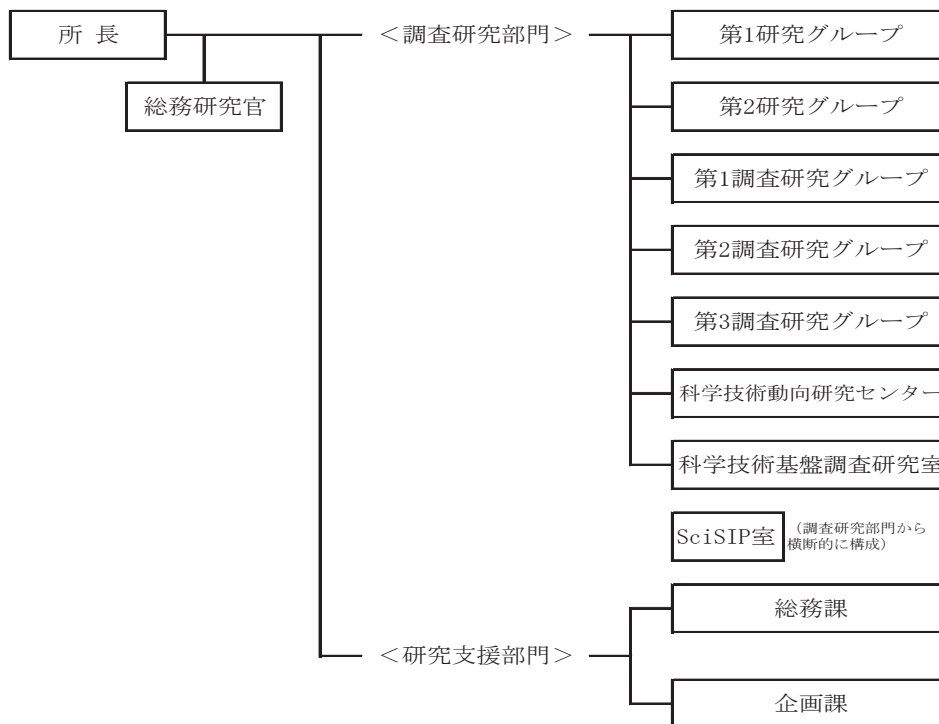 所 長
総務研究官
＜調査研究部門＞
第1研究グループ
第2研究グループ
第1調査研究グループ
第2調査研究グループ
第3調査研究グループ
科学技術動向研究センター
科学技術基盤調査研究室
SciSIP室
（調査研究部門から
横断的に構成）
＜研究支援部門＞
総務課
企画課